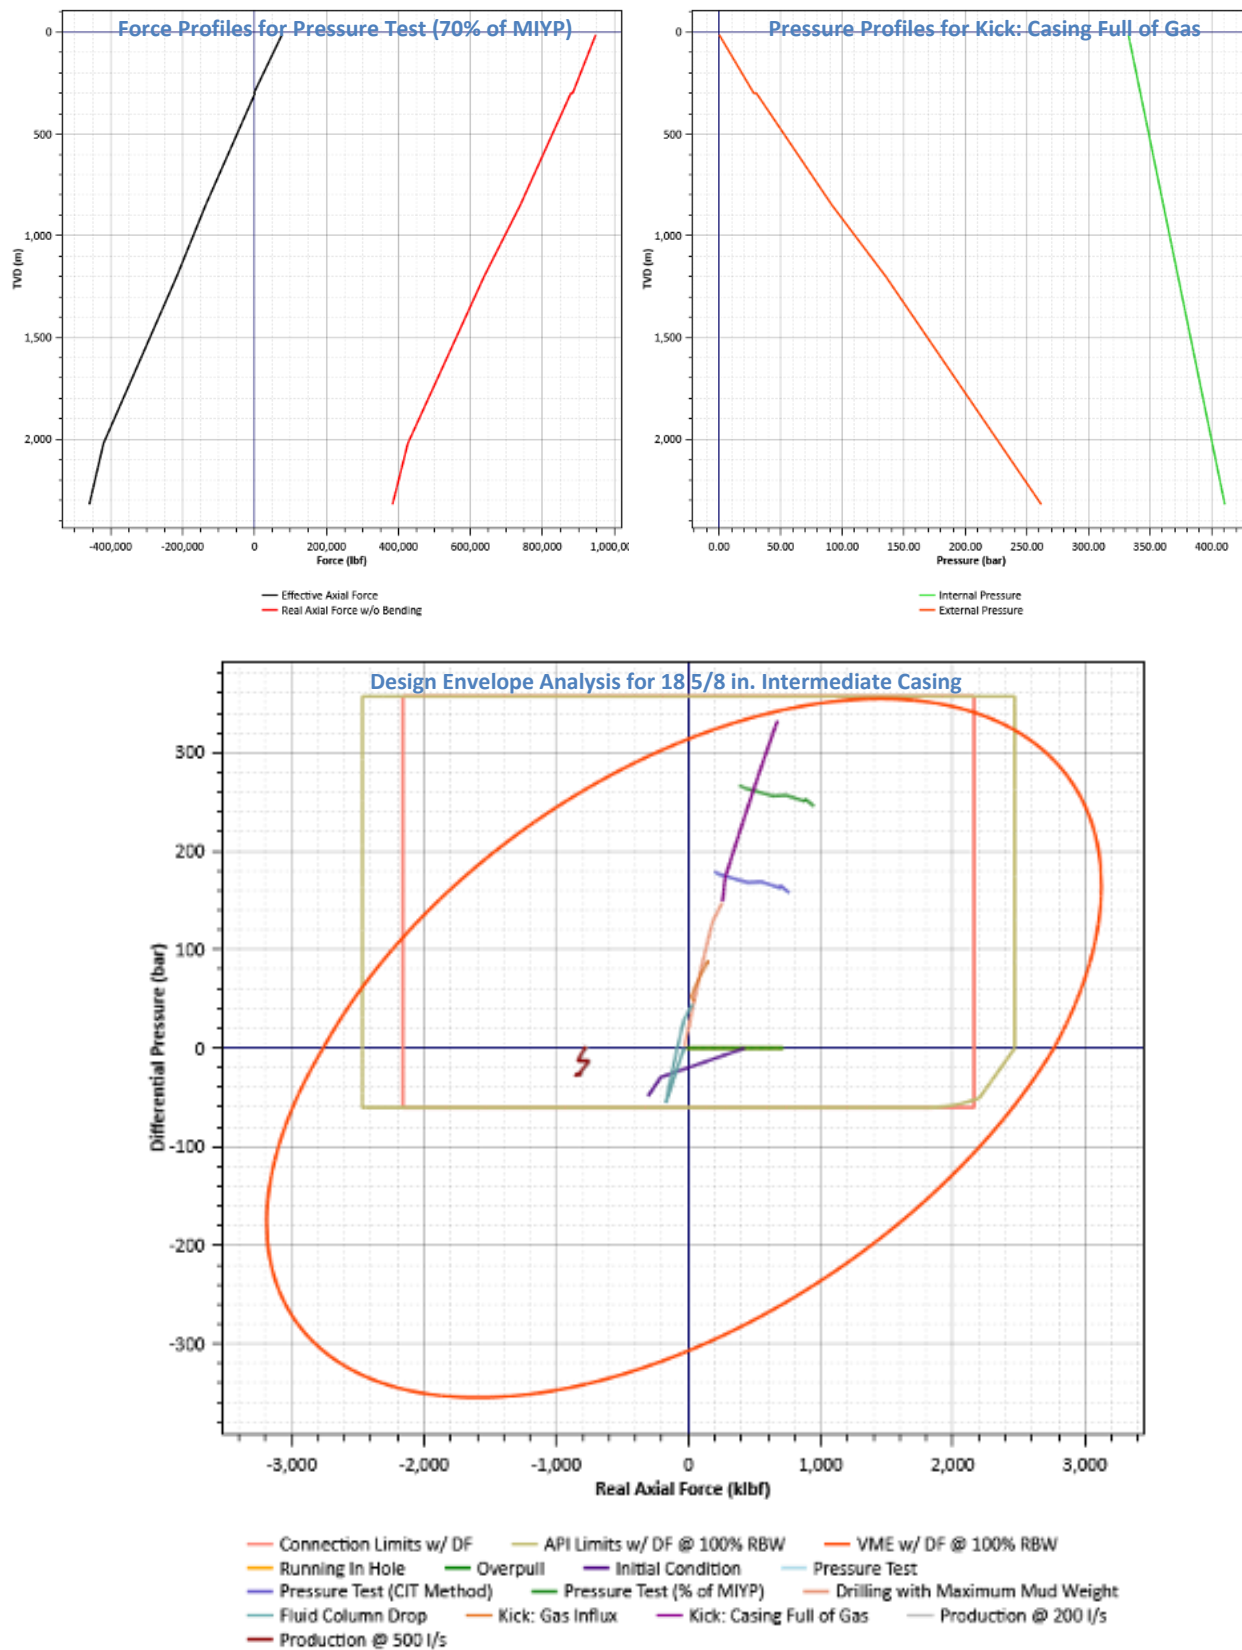 Force Profiles for Pressure Test (70% of MIYP)
0
500
1,000
1,500
2,000
TVD (m)
-400,000 -200,000 0 200,000 400,000 600,000 800,000 1,000,0
Force (lbf)
Effective Axial Force
Real Axial Force w/o Bending
Pressure Profiles for Kick: Casing Full of Gas
0
500
1,000
1,500
2,000
TVD (m)
0.00 50.00 100.00 150.00 200.00 250.00 300.00 350.00 400.00
Pressure (bar)
Internal Pressure
External Pressure
Design Envelope Analysis for 18 5/8 in. Intermediate Casing
300
200
100
0
-100
-200
-300
Differential Pressure (bar)
-3,000 -2,000 -1,000 0 1,000 2,000 3,000
Real Axial Force (klbf)
Connection Limits w/ DF API Limits w/ DF @ 100% RBW VME w/ DF @ 100% RBW
Running In Hole Overpull Initial Condition Pressure Test
Pressure Test (CIT Method) Pressure Test (% of MIYP) Drilling with Maximum Mud Weight
Fluid Column Drop Kick: Gas Influx Kick: Casing Full of Gas Production @ 200 l/s
Production @ 500 l/s